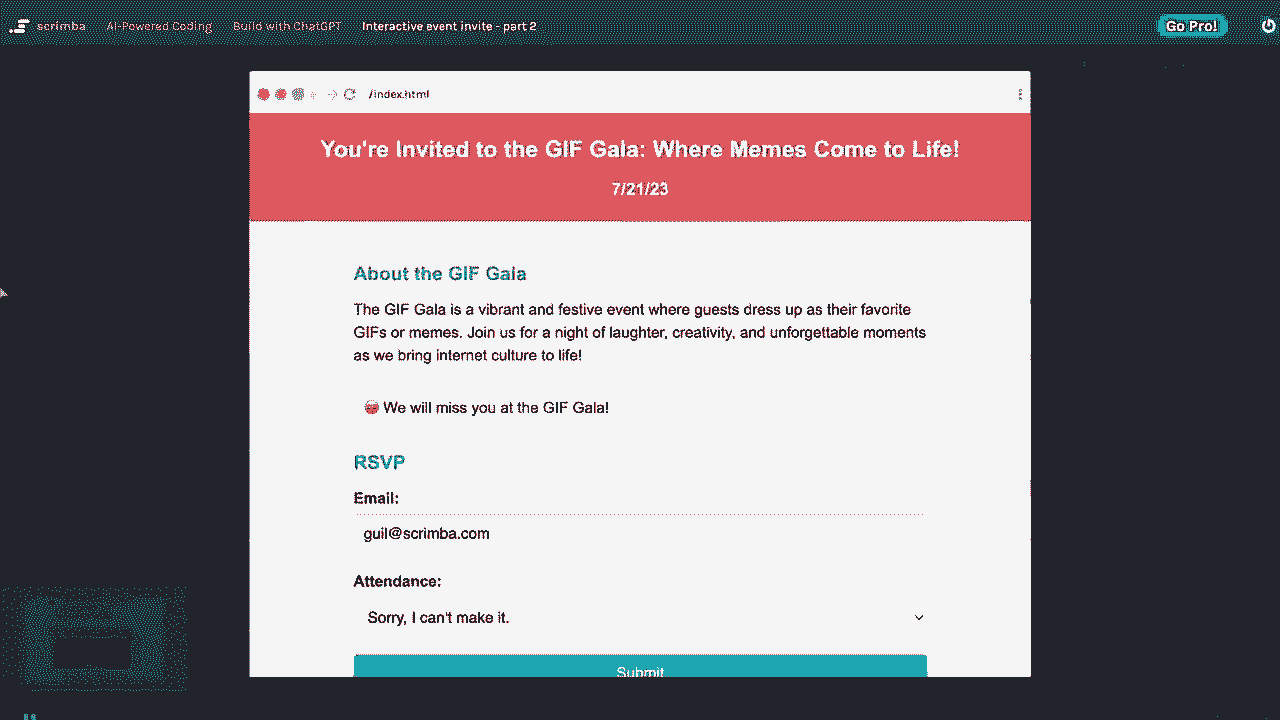 scrimba AI-Powered Coding Build with ChatGPT Interactive event invite - part 2 Go Pro!
/index.html
You're Invited to the GIF Gala: Where Memes Come to Life!
7/21/23
About the GIF Gala
The GIF Gala is a vibrant and festive event where guests dress up as their favorite
GIFs or memes. Join us for a night of laughter, creativity, and unforgettable moments
as we bring internet culture to life!
We will miss you at the GIF Gala!
RSVP
Email:
guil@scrimba.com
Attendance:
Sorry, I can't make it.
Submit